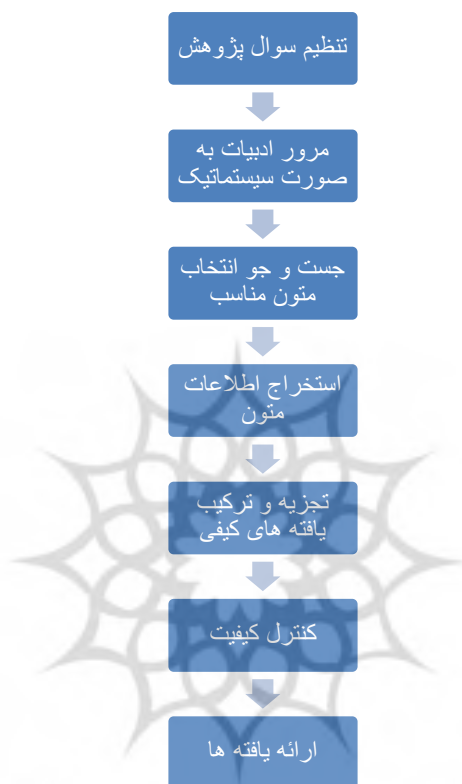 تنظیم سوال پژوهش
مرور ادبیات به
صورت سیستماتیک
جست و جو انتخاب
متون مناسب
استخراج اطلاعات
متون
تجزیه و ترکیب
یافته های کیفی
کنترل کیفیت
ارائه یافته ها